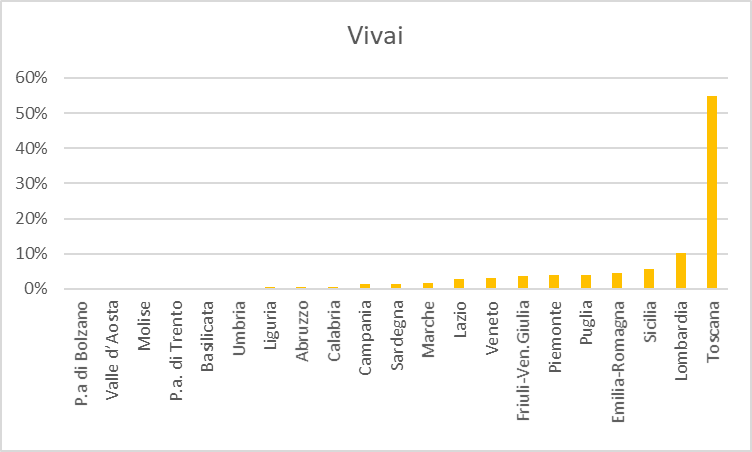 Vivai
60%
50%
40%
30%
20%
10%
0%
P.a di Bolzano
Valle d'Aosta
Molise
P.a. di Trento
Basilicata
Umbria
Liguria
Abruzzo
Calabria
Campania
Sardegna
Marche
Lazio
Veneto
Friuli-Ven.Giulia
Piemonte
Puglia
Emilia-Romagna
Sicilia
Lombardia
Toscana